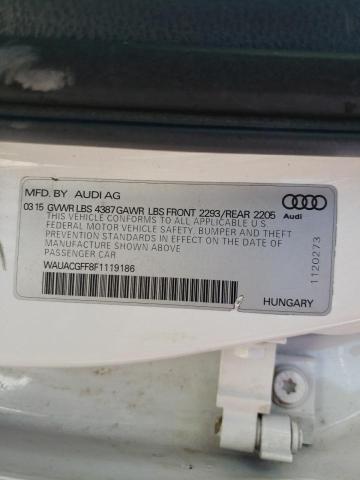 MFD. BY AUDI AG
03 15 GVWR LBS 4387 GAWR LBS FRONT 2293/REAR 2205
THIS VEHICLE CONFORMS TO ALL APPLICABLE U.S.
FEDERAL MOTOR VEHICLE SAFETY, BUMPER AND THEFT
PREVENTION STANDARDS IN EFFECT ON THE DATE OF
MANUFACTURE SHOWN ABOVE
PASSENGER CAR
WAUACGFF8F1119186
Audi
1120273
HUNGARY